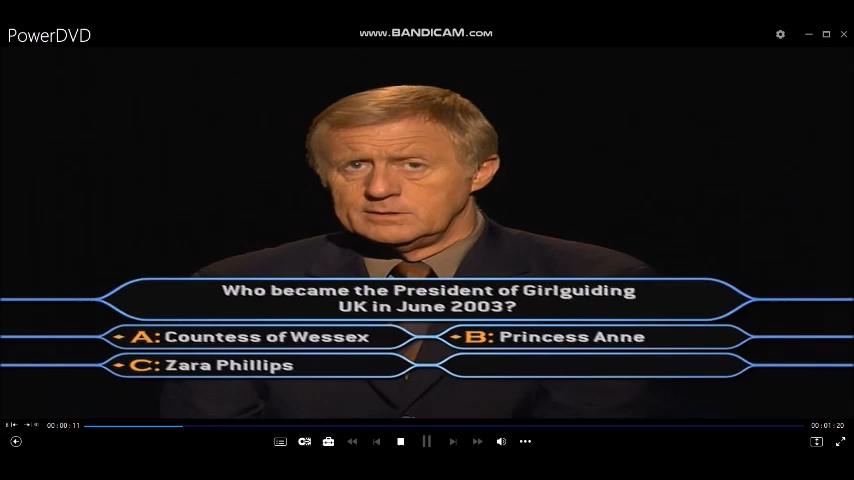 PowerDVD
www.BANDICAM.com
Who became the President of Girlguiding
UK in June 2003?
A: Countess of Wessex
B: Princess Anne
C: Zara Phillips
00:00:11
00:01:20